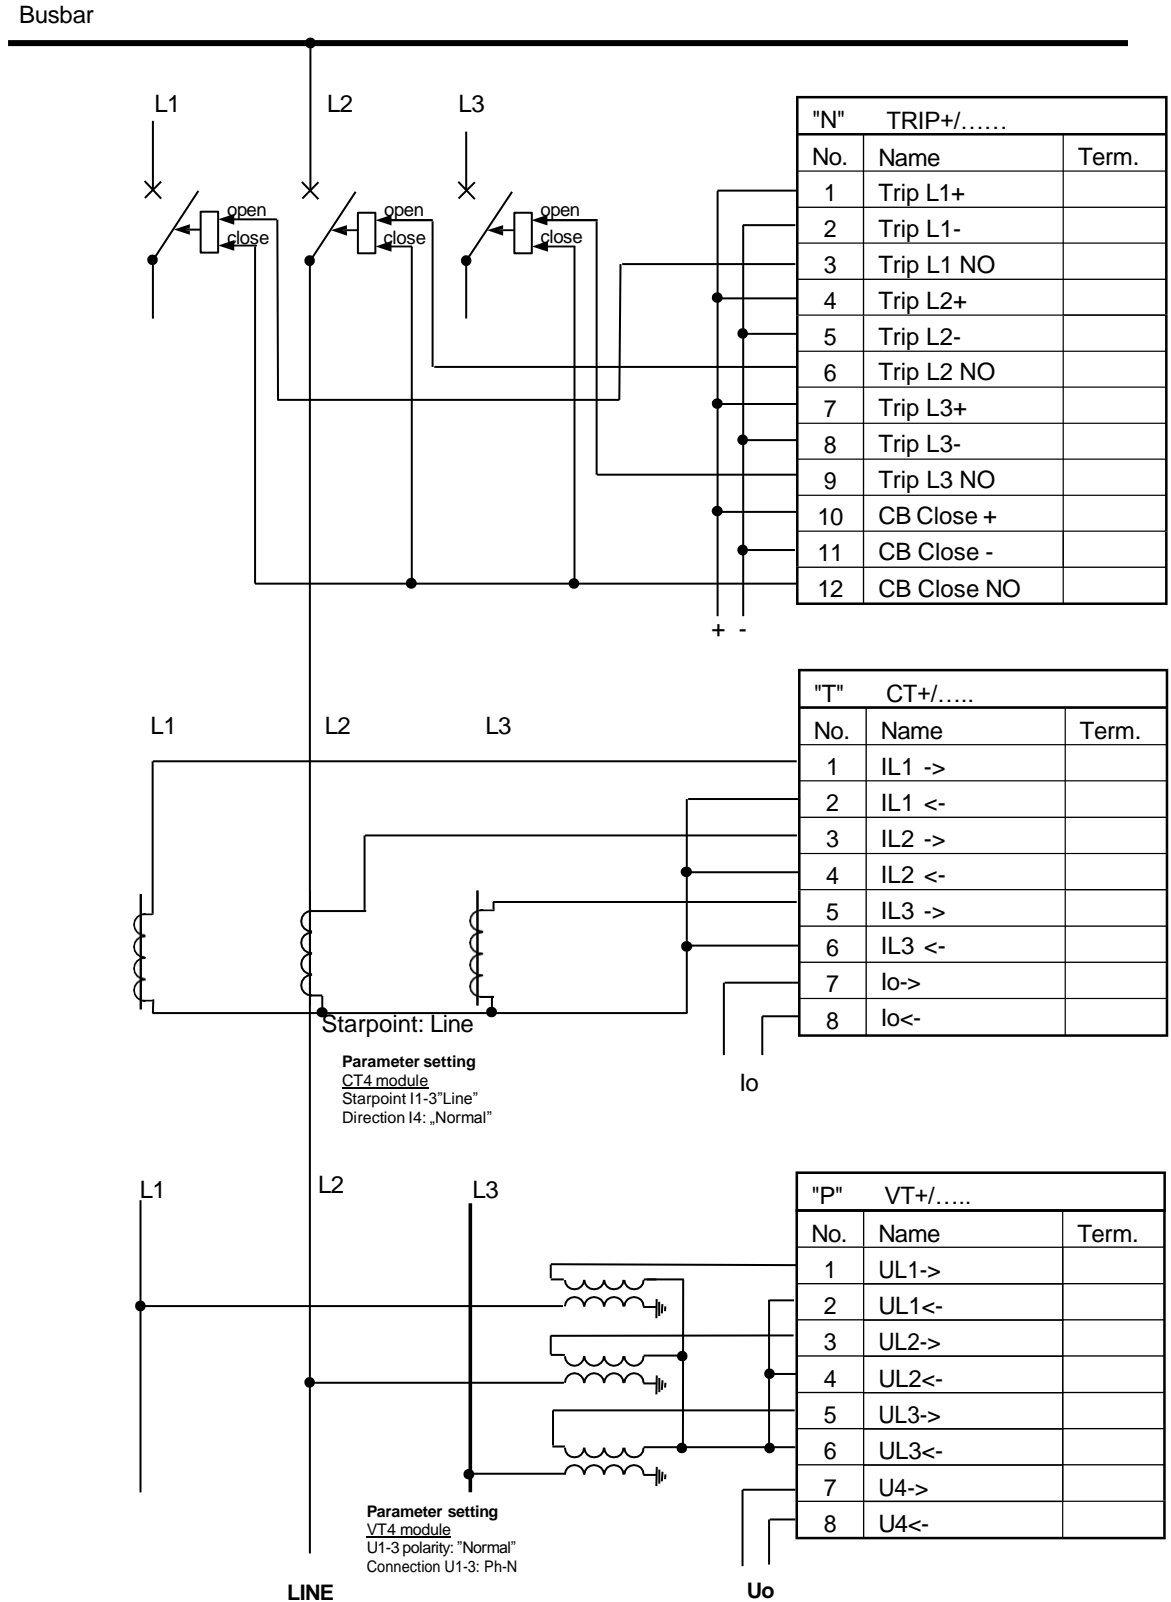 Busbar
L1 L2 L3
open open open
close close close
"N" TRIP+/......
No. Name Term.
1 Trip L1+
2 Trip L1-
3 Trip L1 NO
4 Trip L2+
5 Trip L2-
6 Trip L2 NO
7 Trip L3+
8 Trip L3-
9 Trip L3 NO
10 CB Close +
11 CB Close -
12 CB Close NO
+ -
L1 L2 L3
"T" CT+/.....
No. Name Term.
1 IL1 ->
2 IL1 <-
3 IL2 ->
4 IL2 <-
5 IL3 ->
6 IL3 <-
7 Io->
8 Io<-
Starpoint: Line
Parameter setting
CT4 module
Starpoint I1-3”Line”
Direction I4: „Normal”
Io
L1 L2 L3
"P" VT+/.....
No. Name Term.
1 UL1->
2 UL1<-
3 UL2->
4 UL2<-
5 UL3->
6 UL3<-
7 U4->
8 U4<-
Parameter setting
VT4 module
U1-3 polarity: ”Normal”
Connection U1-3: Ph-N
LINE
Uo